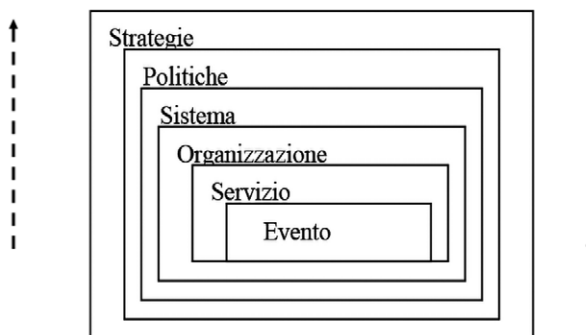 Strategie
Politiche
Sistema
Organizzazione
Servizio
Evento